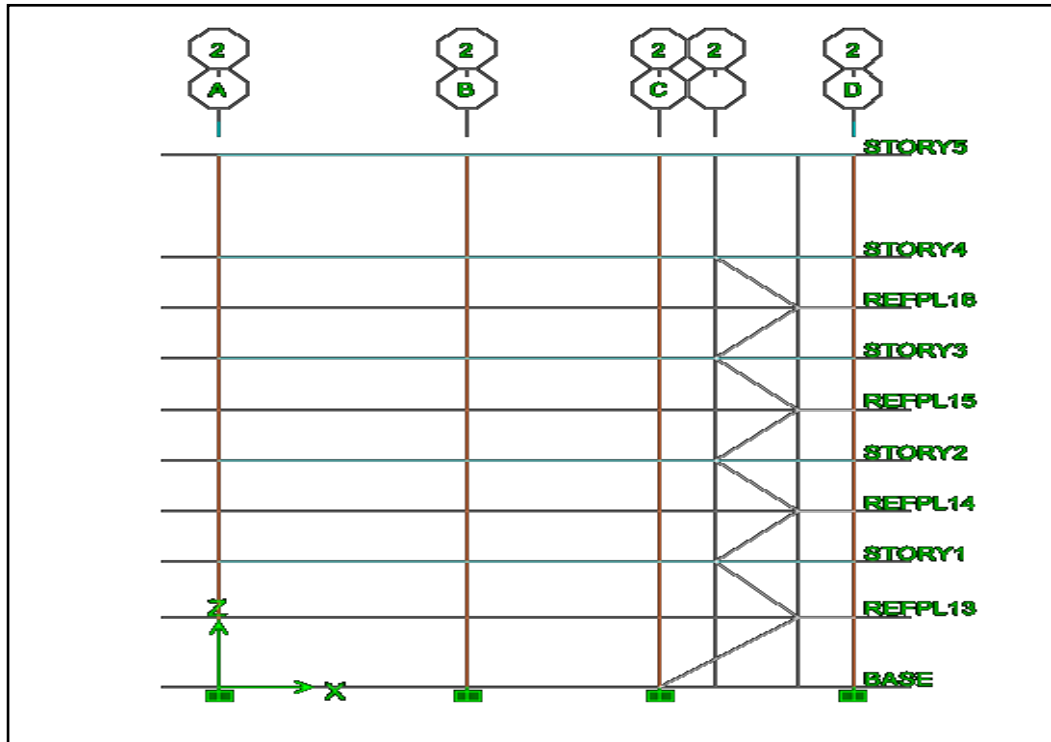 2 2 2 2 2
A B C D
STORY5
STORY4
REFPL16
STORY3
REFPL15
STORY2
REFPL14
STORY1
Z
REFPL13
BASE
X